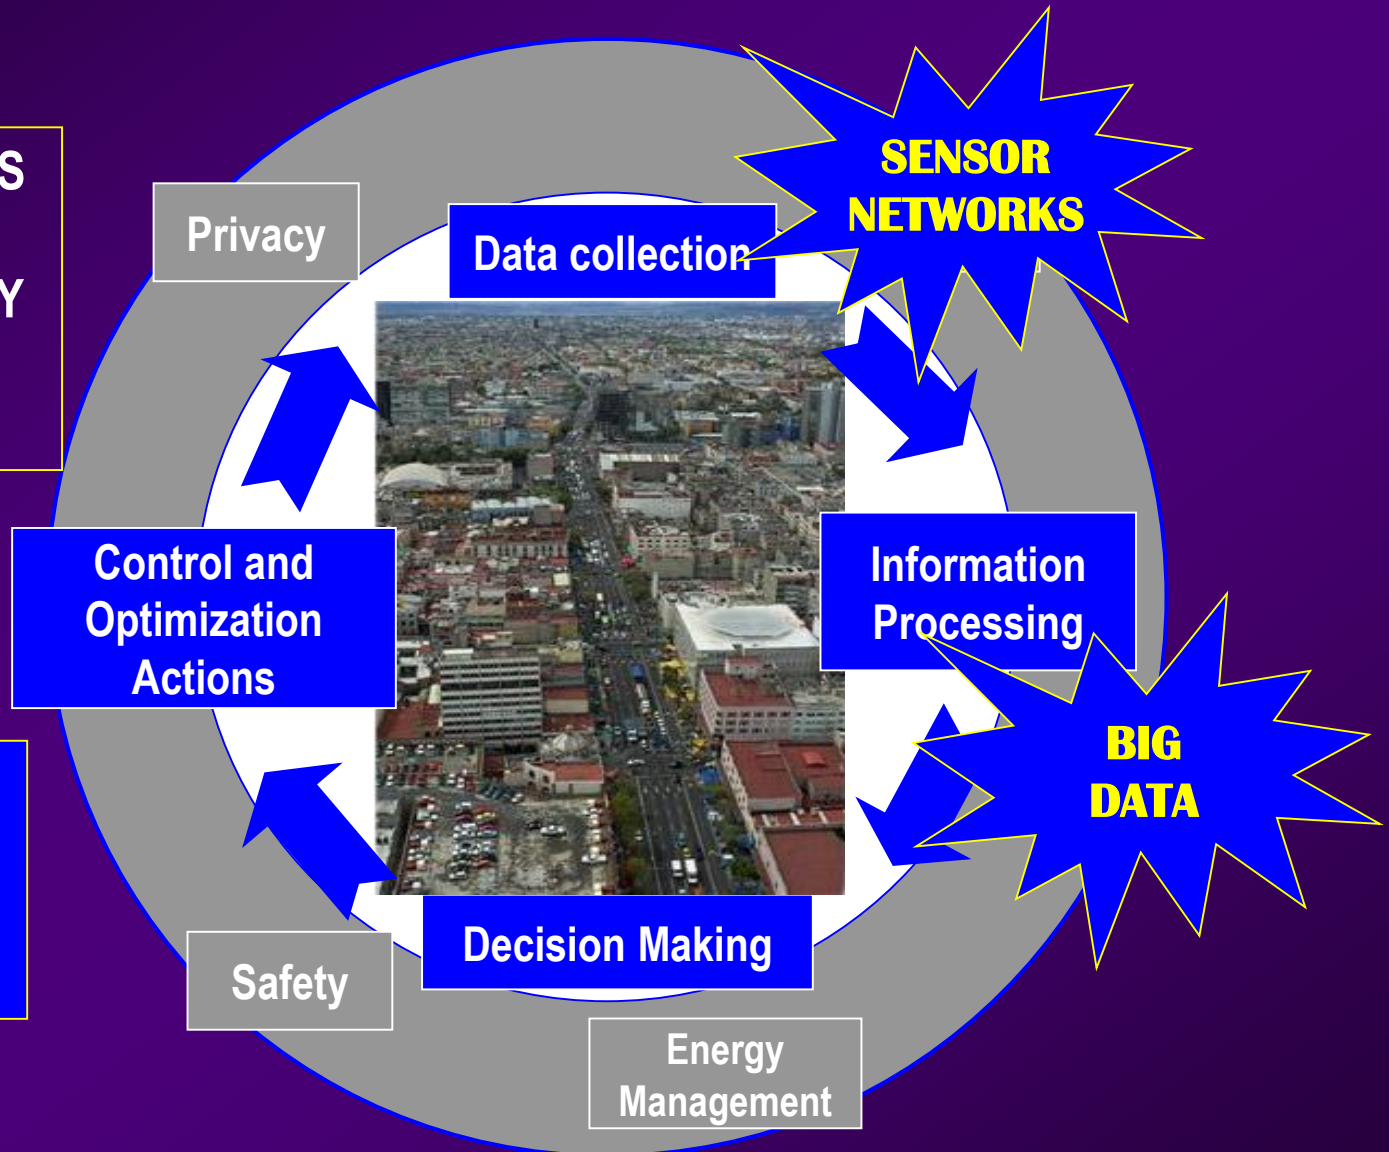 S
Y
SENSOR
NETWORKS
Privacy
Data collection
Control and
Optimization
Actions
Information
Processing
BIG
DATA
Decision Making
Safety
Energy
Management